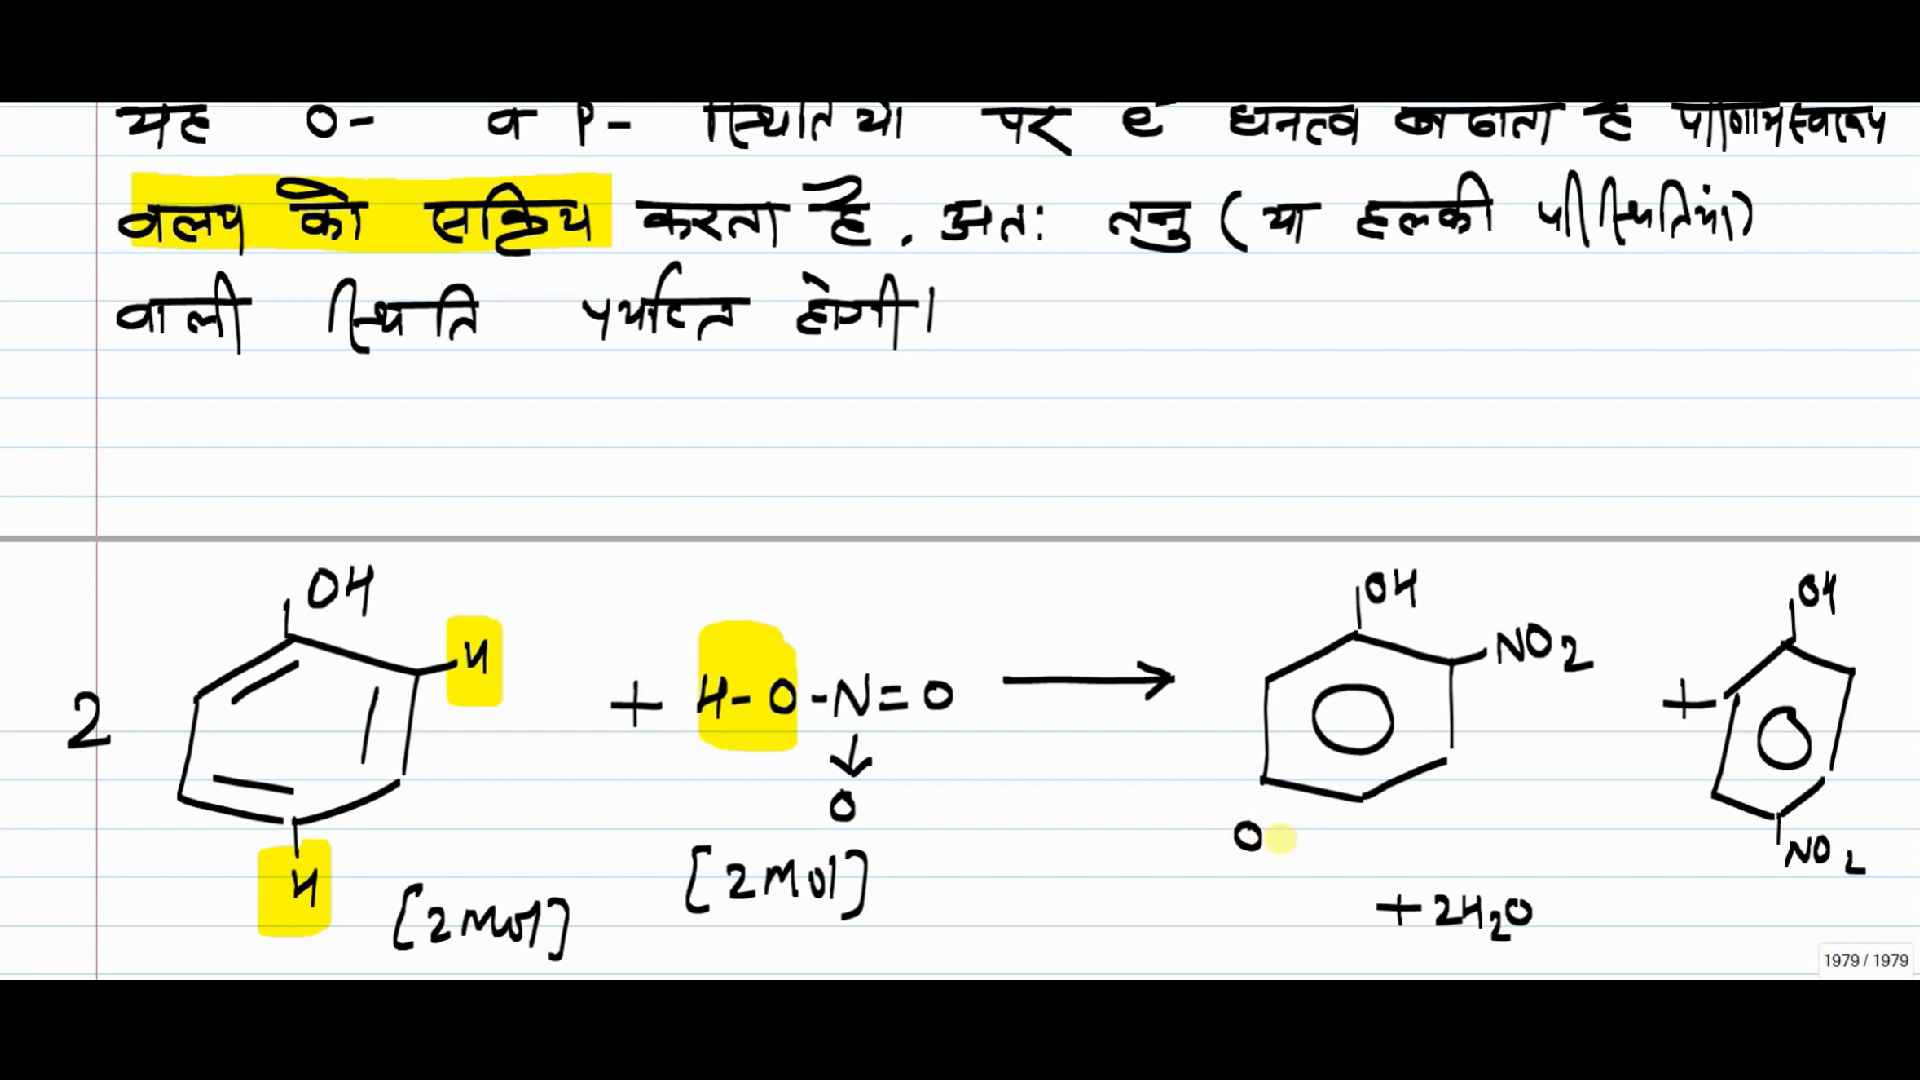 यह O- व P- स्थितियों पर e⁻ घनत्व बढाता है परिणामस्वरूप
वलय को सक्रिय करता है. अतः तनु (या हलकी परिस्थितियां)
वाली स्थिति पर्याप्त होगी।
OH
H
2
+ H-O-N=O
↓
O
H
[2mol]
[2mol]
→
OH
NO2
O
+
OH
NO2
+2H2O
1979 / 1979